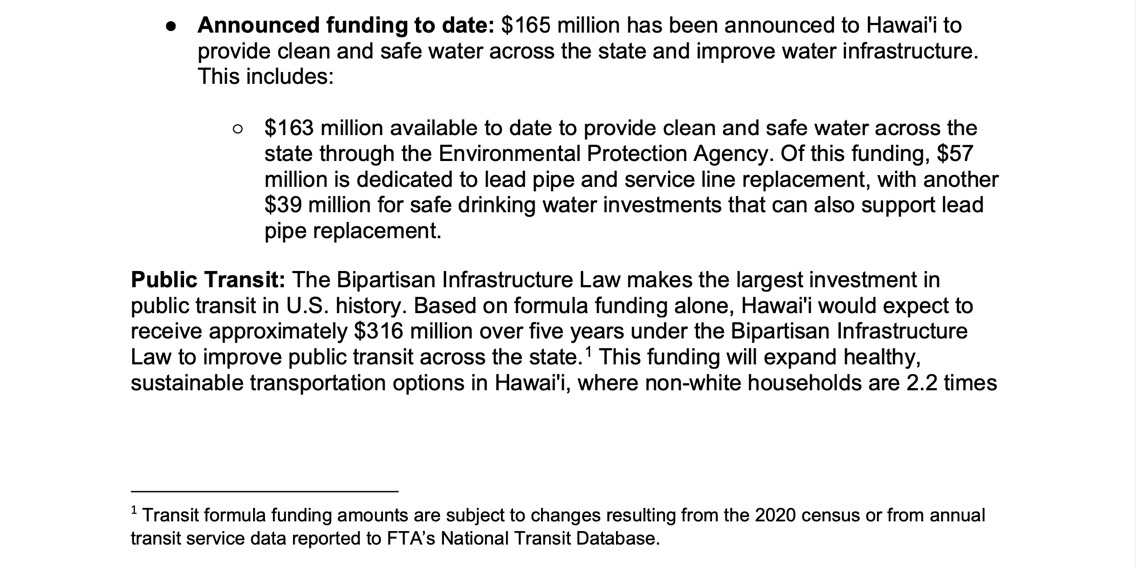 ● Announced funding to date: $165 million has been announced to Hawai'i to
provide clean and safe water across the state and improve water infrastructure.
This includes:
○ $163 million available to date to provide clean and safe water across the
state through the Environmental Protection Agency. Of this funding, $57
million is dedicated to lead pipe and service line replacement, with another
$39 million for safe drinking water investments that can also support lead
pipe replacement.
Public Transit: The Bipartisan Infrastructure Law makes the largest investment in
public transit in U.S. history. Based on formula funding alone, Hawai'i would expect to
receive approximately $316 million over five years under the Bipartisan Infrastructure
Law to improve public transit across the state.¹ This funding will expand healthy,
sustainable transportation options in Hawai'i, where non-white households are 2.2 times
¹ Transit formula funding amounts are subject to changes resulting from the 2020 census or from annual
transit service data reported to FTA’s National Transit Database.